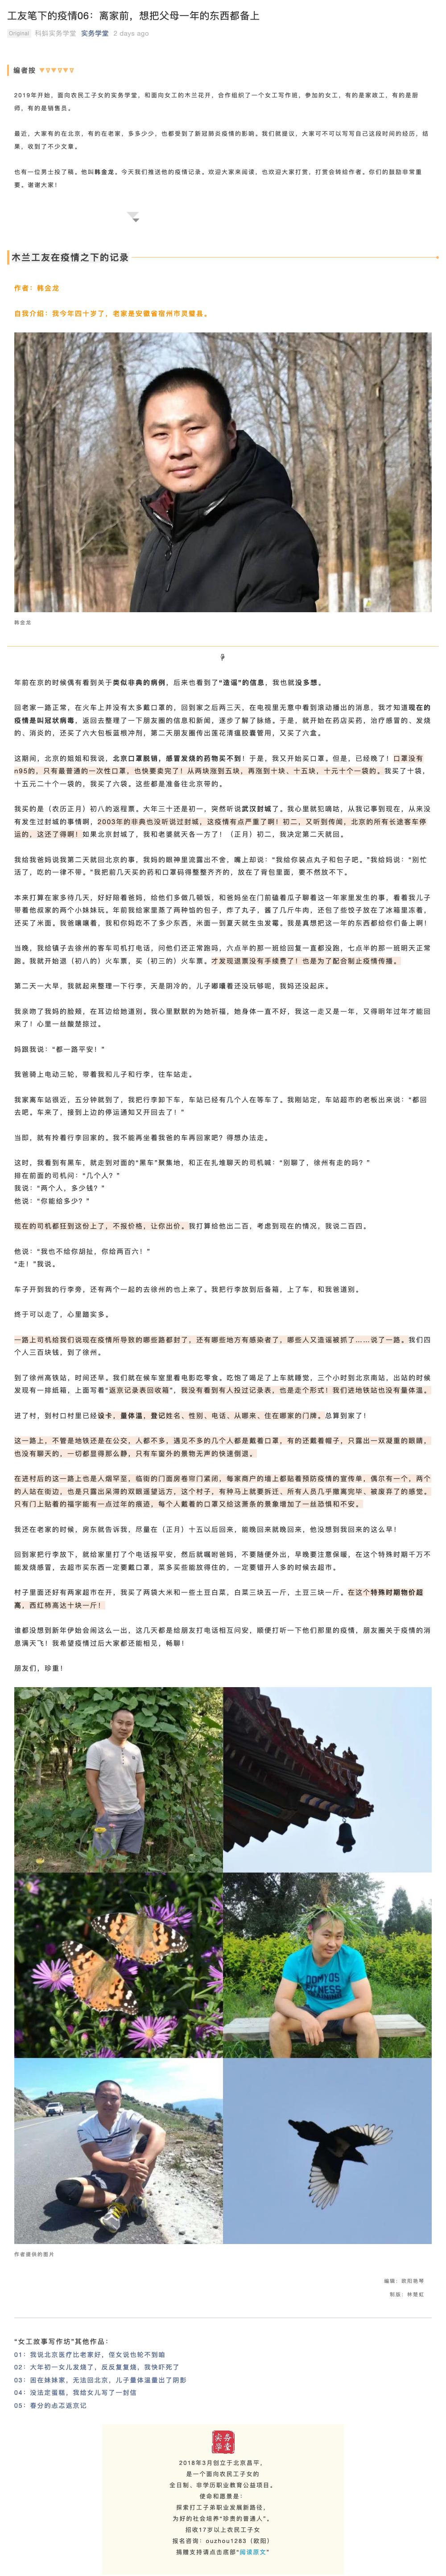 工友笔下的疫情06：离家前，想把父母一年的东西都备上
Original 科蚪实务学堂 实务学堂 2 days ago
编者按
2019年开始，面向农民工子女的实务学堂，和面向女工的木兰花开，合作组织了一个女工写作班，参加的女工，有的是家政工，有的是厨
师，有的是销售员。
最近，大家有的在北京，有的在老家，多多少少，也都受到了新冠肺炎疫情的影响。我们就提议，大家可不可以写写自己这段时间的经历，结
果，收到了不少文章。
也有一位男士投了稿。他叫韩金龙。今天我们推送他的疫情记录。欢迎大家来阅读，也欢迎大家打赏，打赏会转给作者。你们的鼓励非常重
要。谢谢大家！
木兰工友在疫情之下的记录
作者：韩金龙
自我介绍：我今年四十岁了，老家是安徽省宿州市灵璧县。
韩金龙
年前在京的时候偶有看到关于类似非典的病例，后来也看到了“造谣”的信息，我也就没多想。
回老家一路正常，在火车上并没有太多戴口罩的，回到家之后两三天，在电视里无意中看到滚动播出的消息，我才知道现在的
疫情是叫冠状病毒，返回去整理了一下朋友圈的信息和新闻，逐步了解了脉络。于是，就开始在药店买药，治疗感冒的、发烧
的、消炎的，还买了六大包板蓝根冲剂，第二天朋友圈传出莲花清瘟胶囊管用，又买了六盒。
这期间，北京的姐姐和我说，北京口罩脱销，感冒发烧的药物买不到！于是，我又开始买口罩。但是，已经晚了！口罩没有
n95的，只有最普通的一次性口罩，也快要卖完了！从两块涨到五块，再涨到十块、十五块，十元十个一袋的。我买了十袋，
十五元二十个一袋的，我买了六袋。这些都是准备往北京带的。
我买的是（农历正月）初八的返程票。大年三十还是初一，突然听说武汉封城了。我心里就犯嘀咕，从我记事到现在，从来没
有发生过封城的事情啊，2003年的非典也没听说过封城，这疫情有点严重了啊！初二，又听到传闻，北京的所有长途客车停
运的，这还了得啊！如果北京封城了，我和老婆就天各一方了！（正月）初二，我决定第二天就回。
我给我爸妈说我第二天就回北京的事，我妈的眼神里流露出不舍，嘴上却说：“我给你装点丸子和包子吧。”我给妈说：“别忙
活了，吃的一律不带。”我把前几天买的药和口罩码得整整齐齐的，放在了背包里面，要不然放不下。
本来打算在家多待几天，好好陪着爸妈，给他们多做几顿饭，和爸妈坐在门前磕着瓜子聊着这一年家里发生的事，看看我儿子
带着他叔家的两个小妹妹玩。年前我给家里蒸了两种馅的包子，炸了丸子，酱了几斤牛肉，还包了些饺子放在了冰箱里冻着，
还买了米面。我爸嚷嚷着，我和你妈吃不了多少东西，米面一到夏天就生虫发霉。我是真想把这一年的东西都给你们备上啊！
当晚，我给镇子去徐州的客车司机打电话，问他们还正常跑吗，六点半的那一班给回复一直都没跑，七点半的那一班明天正常
跑。我就开始退（初八的）火车票，买（初三的）火车票。才发现退票没有手续费了！也是为了配合制止疫情传播。
第二天一大早，我就起来整理一下行李，天是阴冷的，儿子嘟囔着还没玩够呢，我妈还没起床。
我亲吻了我妈的脸颊，在耳边给她道别。我心里默默的为她祈福，她身体一直不好，我这一走又是一年，又得明年过年才能回
来了！心里一丝酸楚掠过。
妈跟我说：“都一路平安！”
我爸骑上电动三轮，带着我和儿子和行李，往车站走。
我家离车站很近，五分钟就到了，我把行李卸下车，车站已经有几个人在等车了。我刚站定，车站超市的老板出来说：“都回
去吧。车来了，接到上边的停运通知又开回去了！”
当即，就有拎着行李回家的。我不能再坐着我爸的车再回家吧？得想办法走。
这时，我看到有黑车，就走到对面的“黑车”聚集地，和正在扎堆聊天的司机喊：“别聊了，徐州有走的吗？”
排在前面的司机问：“几个人？”
我说：“两个人，多少钱？”
他说：“你能给多少？”
现在的司机都狂到这份上了，不报价格，让你出价。我打算给他出二百，考虑到现在的情况，我说二百四。
他说：“我也不给你胡扯，你给两百六！”
“走！”我说。
车子开到我的行李旁，还有两个一起的去徐州的也上来了。我把行李放到后备箱，上了车，和我爸道别。
终于可以走了，心里踏实多。
一路上司机给我们说现在疫情所导致的哪些路都封了，还有哪些地方有感染者了，哪些人又造谣被抓了……说了一路。我们四
个人三百块钱，到了徐州。
到了徐州高铁站，时间还早。我们就在候车室里看电影吃零食。吃饱了喝足了上车就睡觉，三个小时到北京南站，出站的时候
发现有一排纸箱，上面写着“返京记录表回收箱”，我没有看到有人投过记录表，也是走个形式！我们进地铁站也没有量体温。
进了村，到村口村里已经设卡，量体温，登记姓名、性别、电话、从哪来、住在哪家的门牌。总算到家了！
这一路上，不管是地铁还是在公交，人都不多，遇见不多的几个人都是戴着口罩，有的还戴着帽子，只露出一双凝重的眼睛，
也没有聊天的，一切都显得那么静，只有车窗外的景物无声的快速倒退。
在进村后的这一路上也是人烟罕至，临街的门面房卷帘门紧闭，每家商户的墙上都贴着预防疫情的宣传单，偶尔有一个，两个
的人站在街边，也是只露出呆滞的双眼遥望远方，这个村子，有种马上就要拆迁、所有人员几乎撤离完毕、被废弃了的感觉。
只有门上贴着的福字能有一点过年的痕迹，每个人戴着的口罩又给这萧条的景象增加了一丝恐惧和不安。
我还在老家的时候，房东就告诉我，尽量在（正月）十五以后回来，能晚回来就晚回来，他没想到我回来的这么早！
回到家把行李放下，就给家里打了个电话报平安，然后就嘱咐爸妈，不要随便外出，早晚要注意保暖，在这个特殊时期千万不
能发烧感冒，去超市买东西一定要戴口罩，菜多买些能放得住的，一定要错开人多的时候去超市。
村子里面还好有两家超市在开，我买了两袋大米和一些土豆白菜，白菜三块五一斤，土豆三块一斤。在这个特殊时期物价超
高，西红柿高达十块一斤！
谁都没想到新年伊始会闹这么一出，这几天都是给朋友打电话相互问安，顺便打听一下他们那里的疫情，朋友圈关于疫情的消
息满天飞！我希望疫情过后大家都还能相见，畅聊！
朋友们，珍重！
DOMYOS
FITNESS
作者提供的图片
编辑：欧阳艳琴
制版：林楚虹
“女工故事写作坊”其他作品：
01：我说北京医疗比老家好，侄女说也轮不到咱
02：大年初一女儿发烧了，反反复复烧，我快吓死了
03：困在妹妹家，无法回北京，儿子量体温量出了阴影
04：没法定蛋糕，我给女儿写了一封信
05：春分的忐忑返京记
实务学堂
2018年3月创立于北京昌平，
是一个面向农民工子女的
全日制、非学历职业教育公益项目。
使命和愿景是：
探索打工子弟职业发展新路径，
为好的社会培养“珍贵的普通人”。
招收17岁以上农民工子女
报名咨询：ouzhou1283（欧阳）
捐赠支持请点击底部“阅读原文”